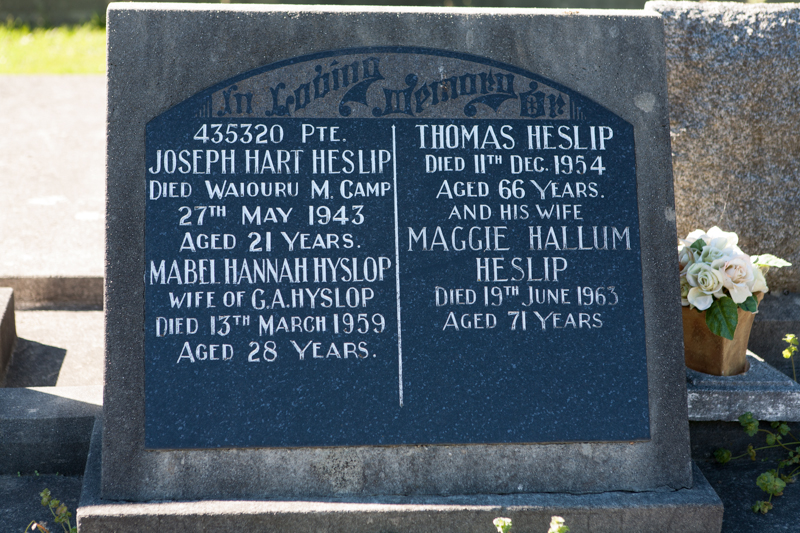 In Loving Memory Of
435320 PTE.
JOSEPH HART HESLIP
DIED WAIOURU M. CAMP
27TH MAY 1943
AGED 21 YEARS.
MABEL HANNAH HYSLOP
WIFE OF G.A.HYSLOP
DIED 13TH MARCH 1959
AGED 28 YEARS.
THOMAS HESLIP
DIED 11TH DEC. 1954
AGED 66 YEARS.
AND HIS WIFE
MAGGIE HALLUM
HESLIP
DIED 19TH JUNE 1963
AGED 71 YEARS